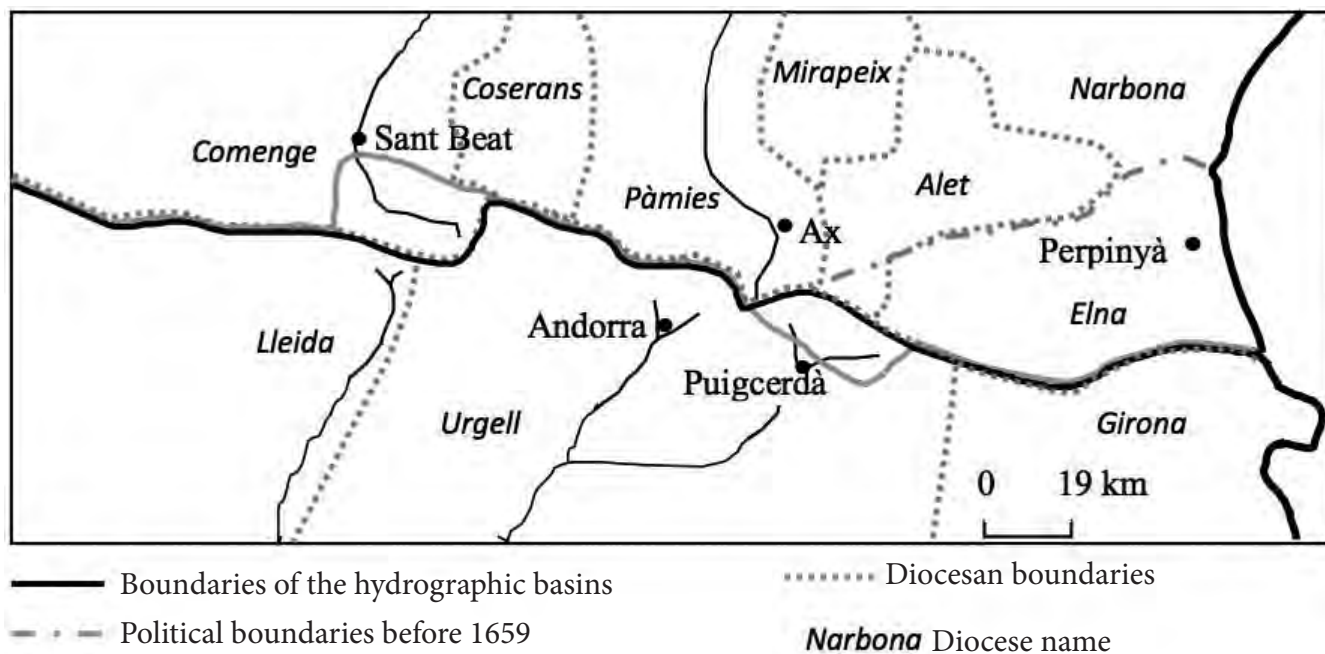 Mirapeix
Coserans
Narbona
Sant Beat
Comenge
Pàmies
Alet
Ax
Perpinyà
Elna
Andorra
Lleida
Puigcerdà
Urgell
Girona
0 19 km
Boundaries of the hydrographic basins
Diocesan boundaries
Political boundaries before 1659
Narbona Diocese name